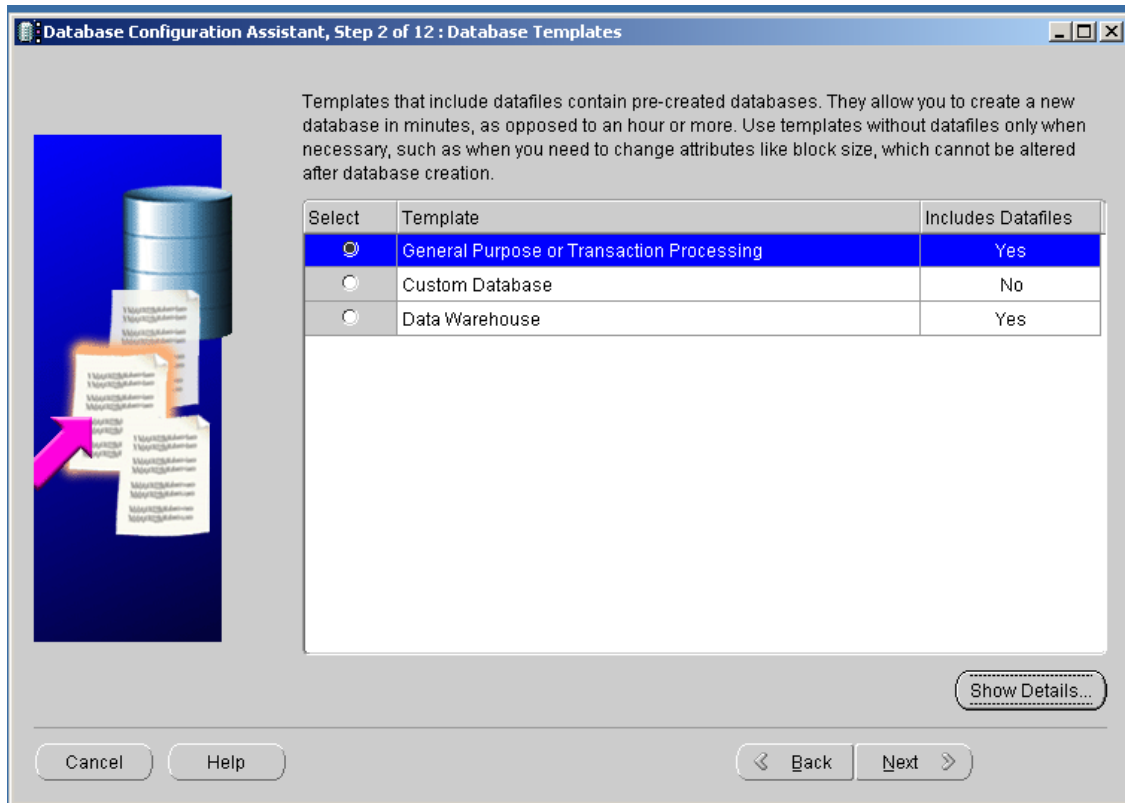 Database Configuration Assistant, Step 2 of 12 : Database Templates
Templates that include datafiles contain pre-created databases. They allow you to create a new
database in minutes, as opposed to an hour or more. Use templates without datafiles only when
necessary, such as when you need to change attributes like block size, which cannot be altered
after database creation.
Select Template Includes Datafiles
General Purpose or Transaction Processing Yes
Custom Database No
Data Warehouse Yes
Show Details...
Cancel Help Back Next